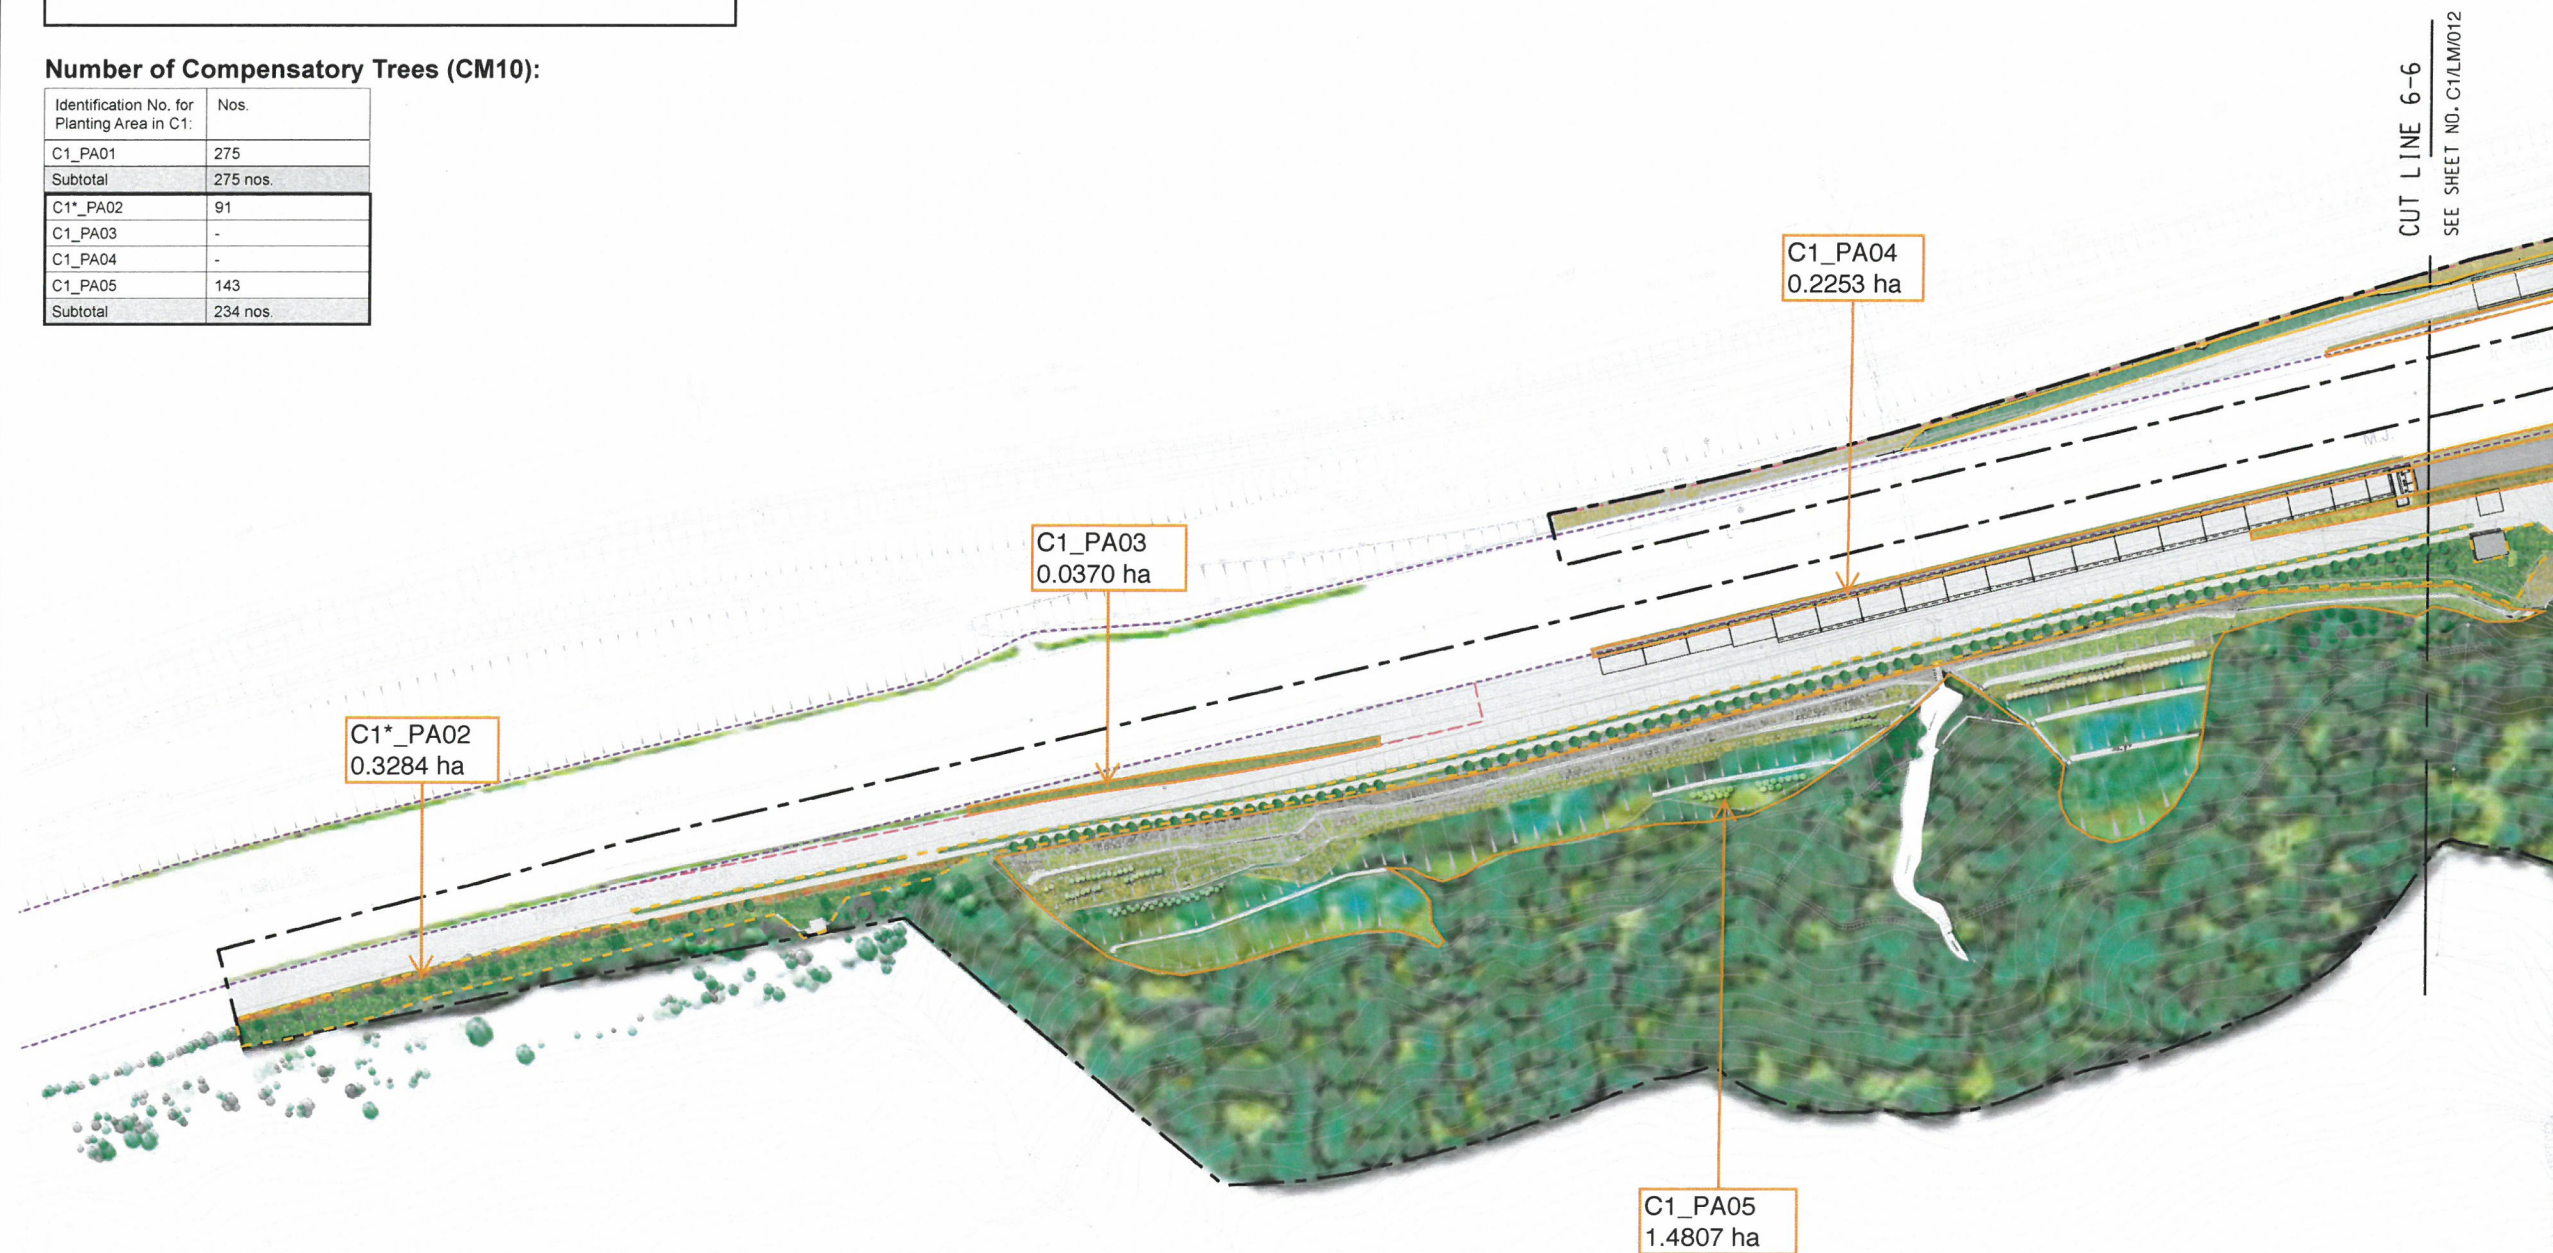 Number of Compensatory Trees (CM10):
Identification No. for Nos.
Planting Area in C1:
C1_PA01 275
Subtotal 275 nos.
C1*_PA02 91
C1_PA03 -
C1_PA04 -
C1_PA05 143
Subtotal 234 nos.
CUT LINE 6-6
SEE SHEET NO. C1/LM/012
C1_PA04
0.2253 ha
C1_PA03
0.0370 ha
C1*_PA02
0.3284 ha
M.J.
C1_PA05
1.4807 ha